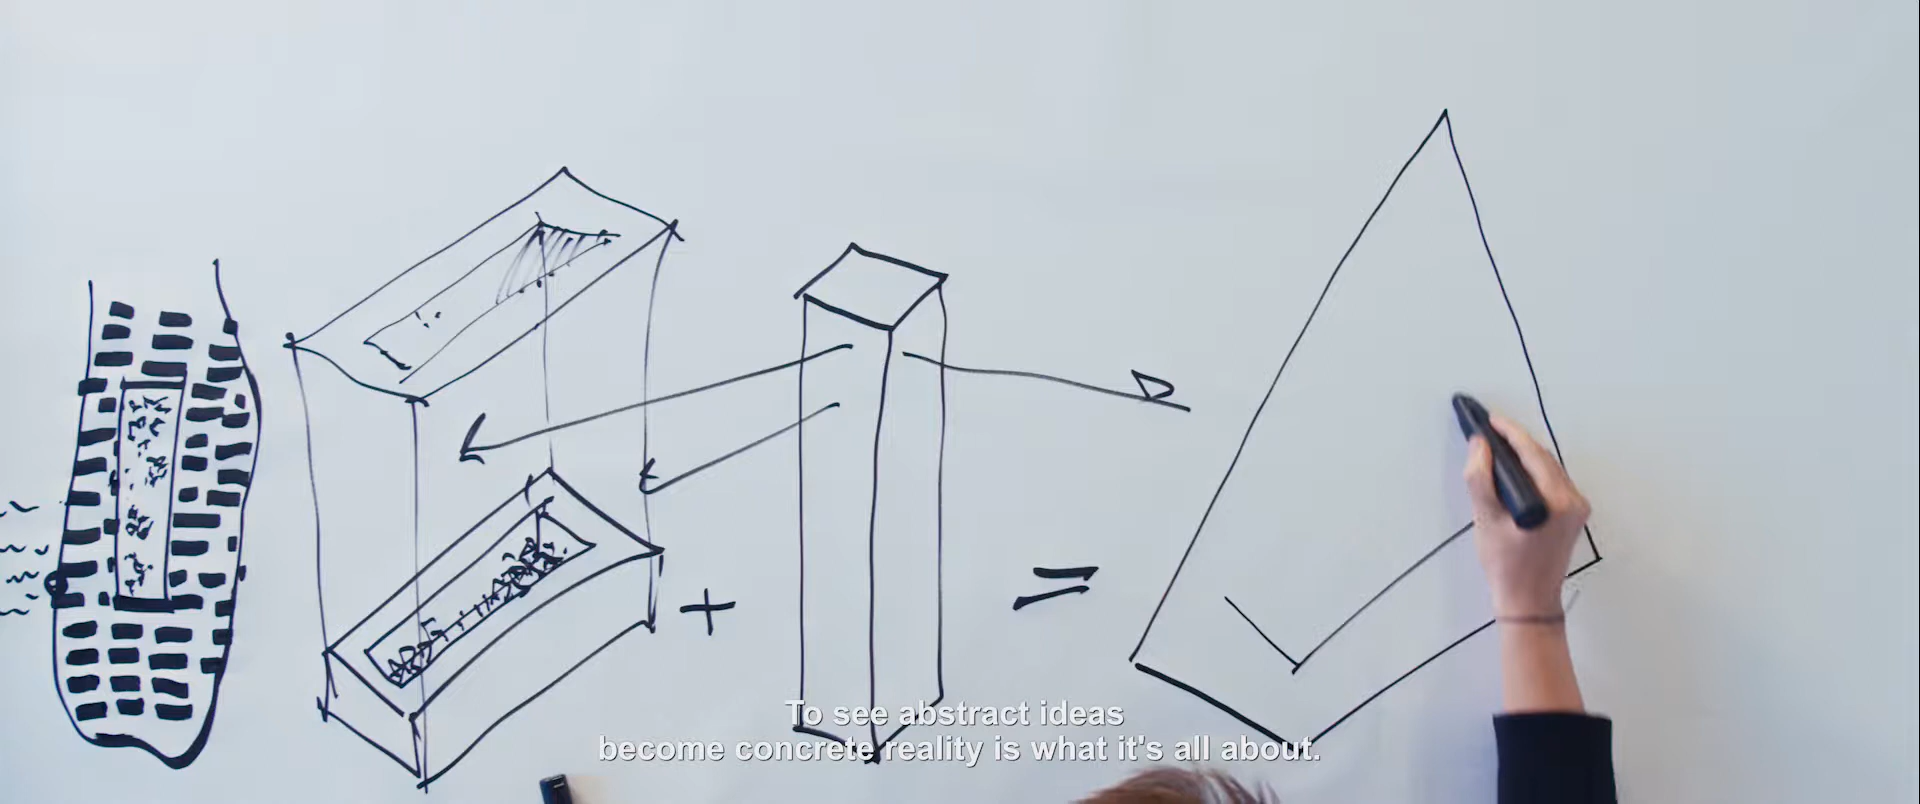 +
=
To see abstract ideas
become concrete reality is what it's all about.